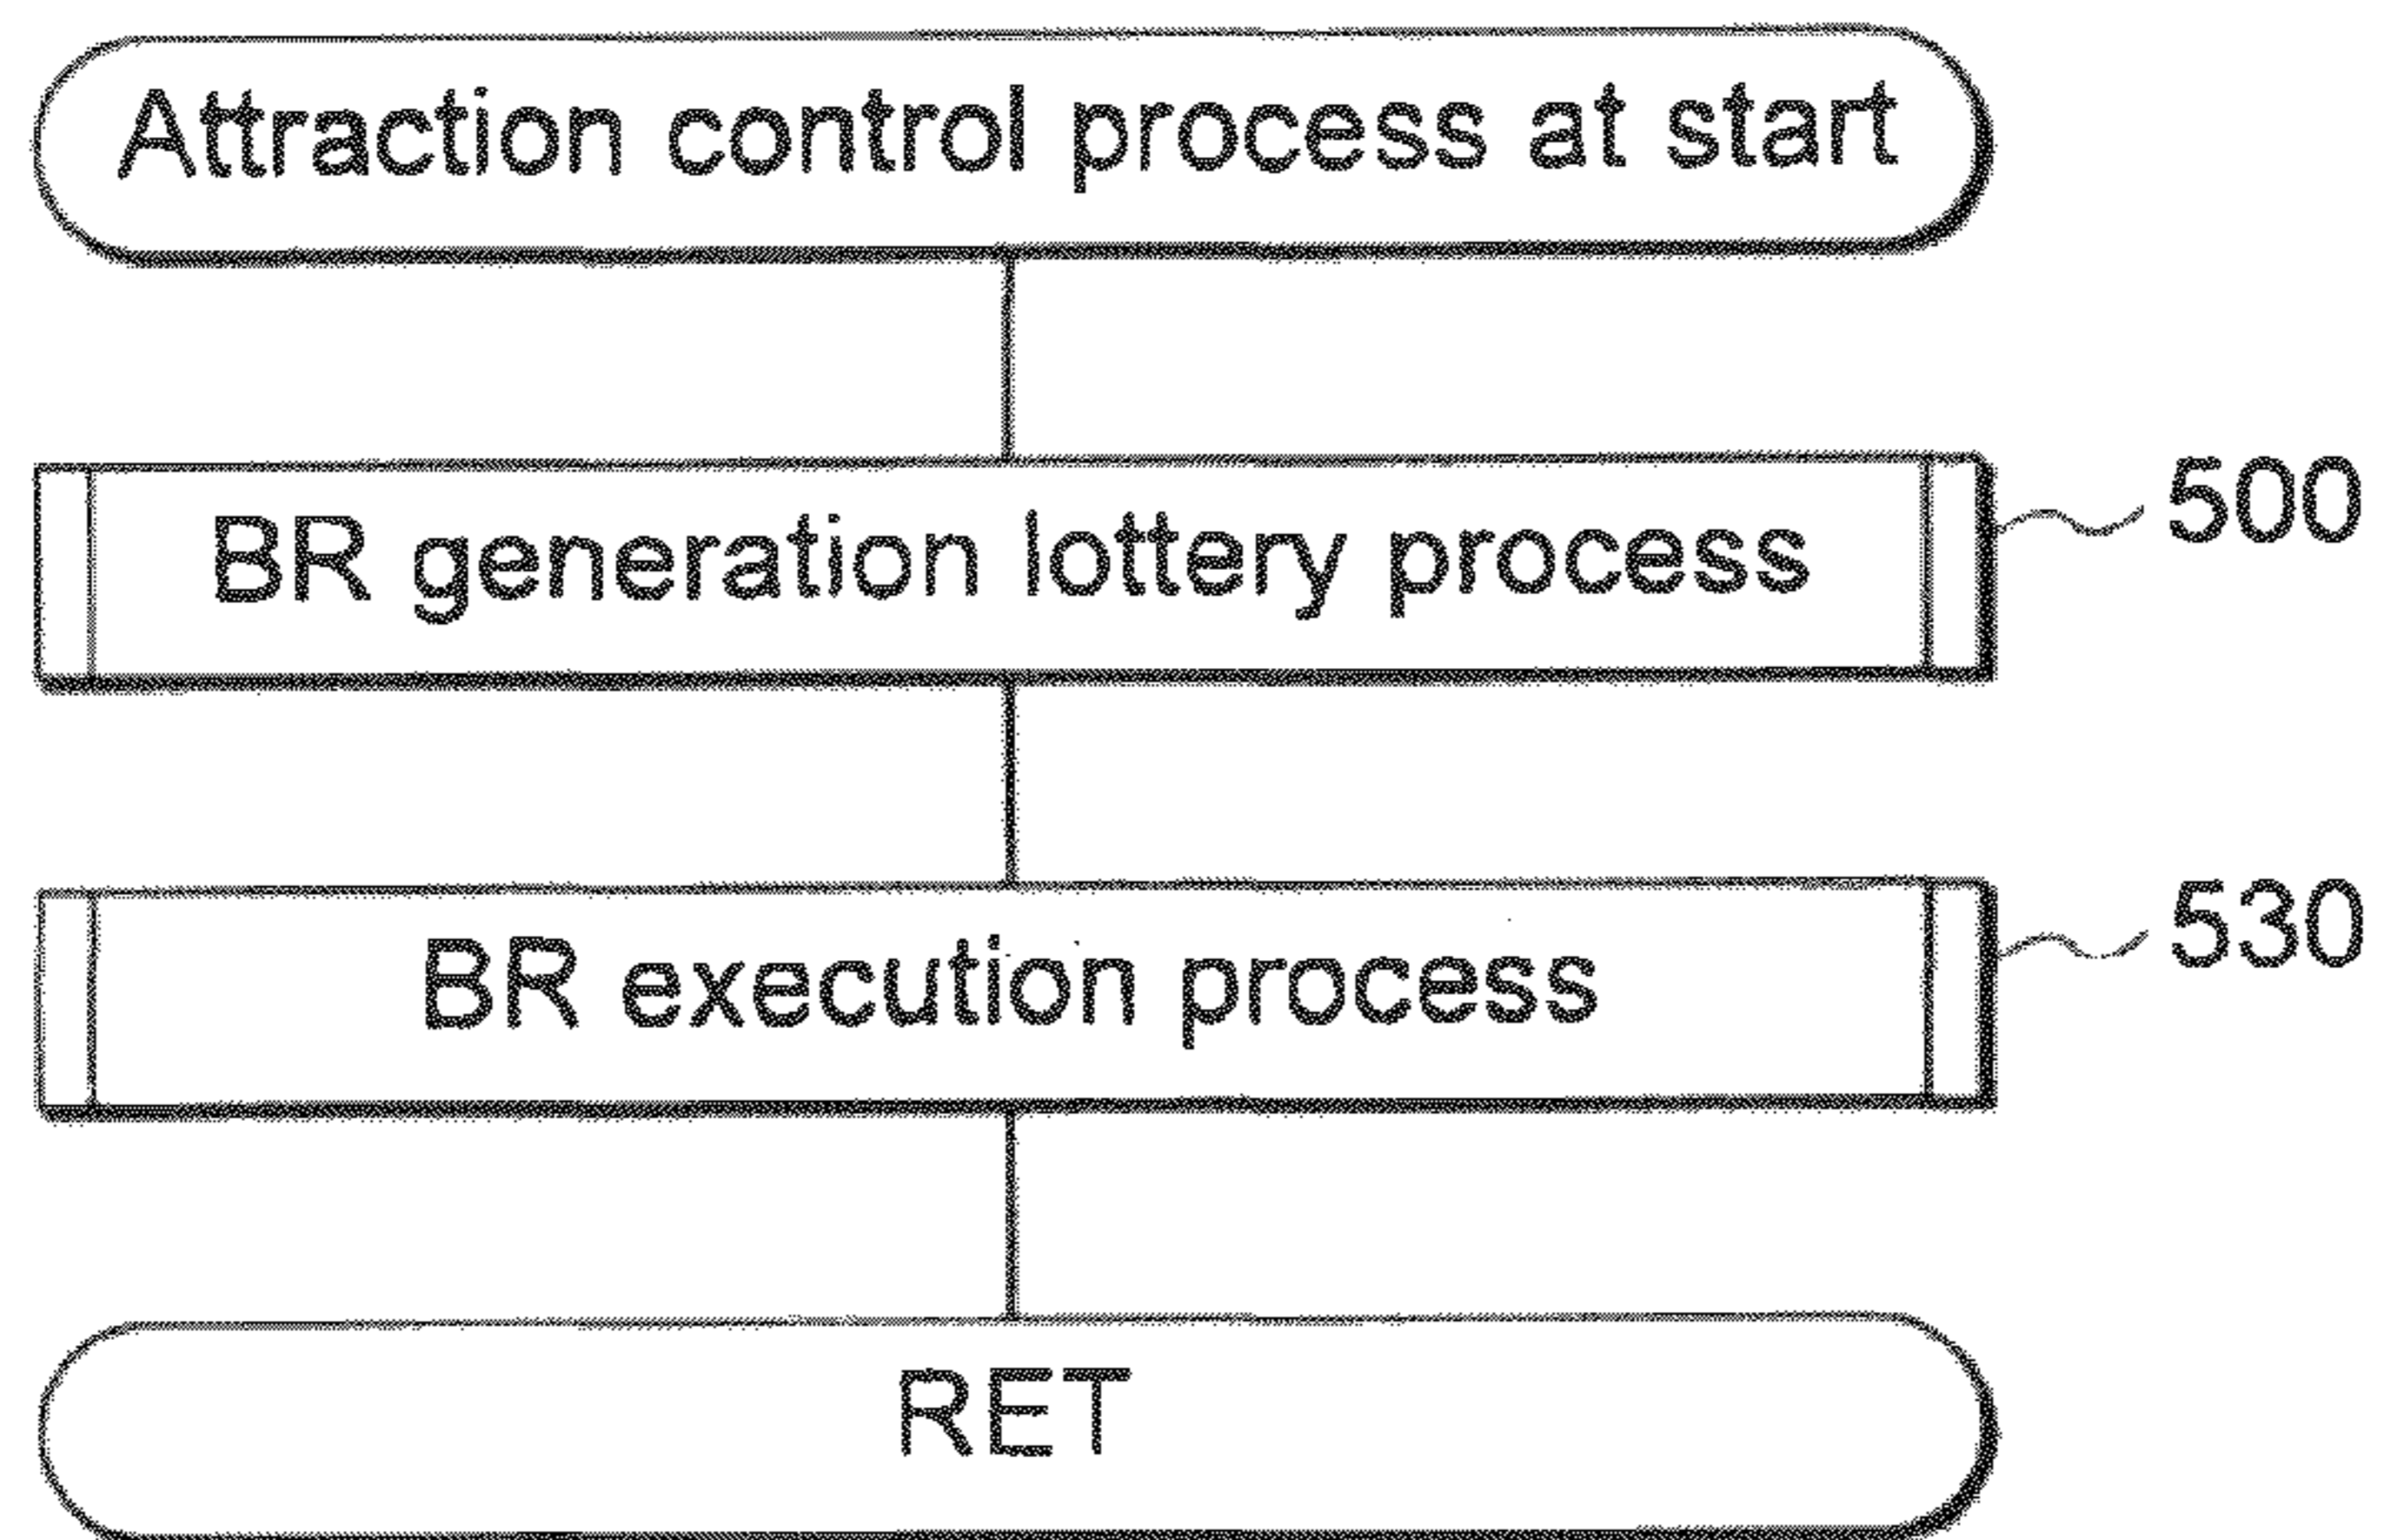 Attraction control process at start
BR generation lottery process
500
BR execution process
530
RET